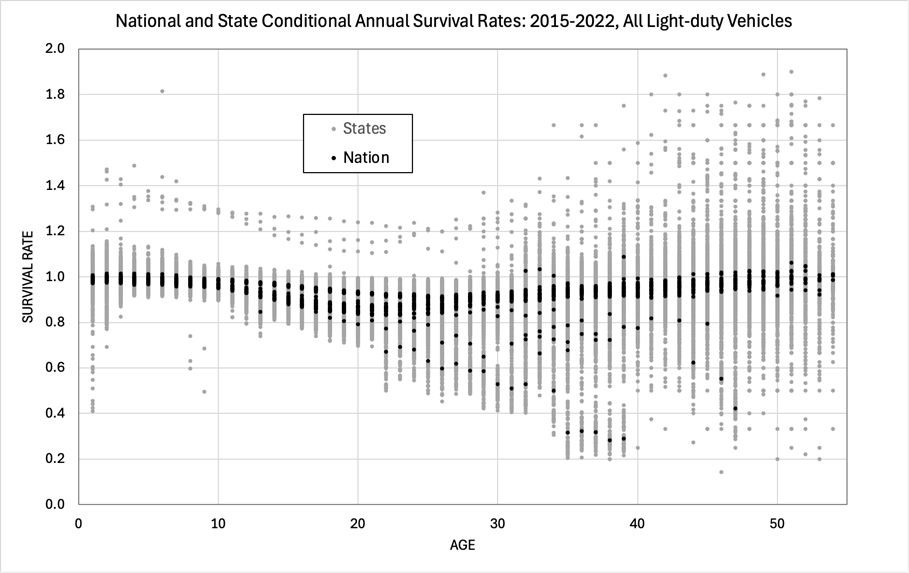 National and State Conditional Annual Survival Rates: 2015-2022, All Light-duty Vehicles
2.0
1.8
1.6
1.4
1.2
1.0
0.8
0.6
0.4
0.2
0.0
SURVIVAL RATE
States
Nation
0 10 20 30 40 50
AGE